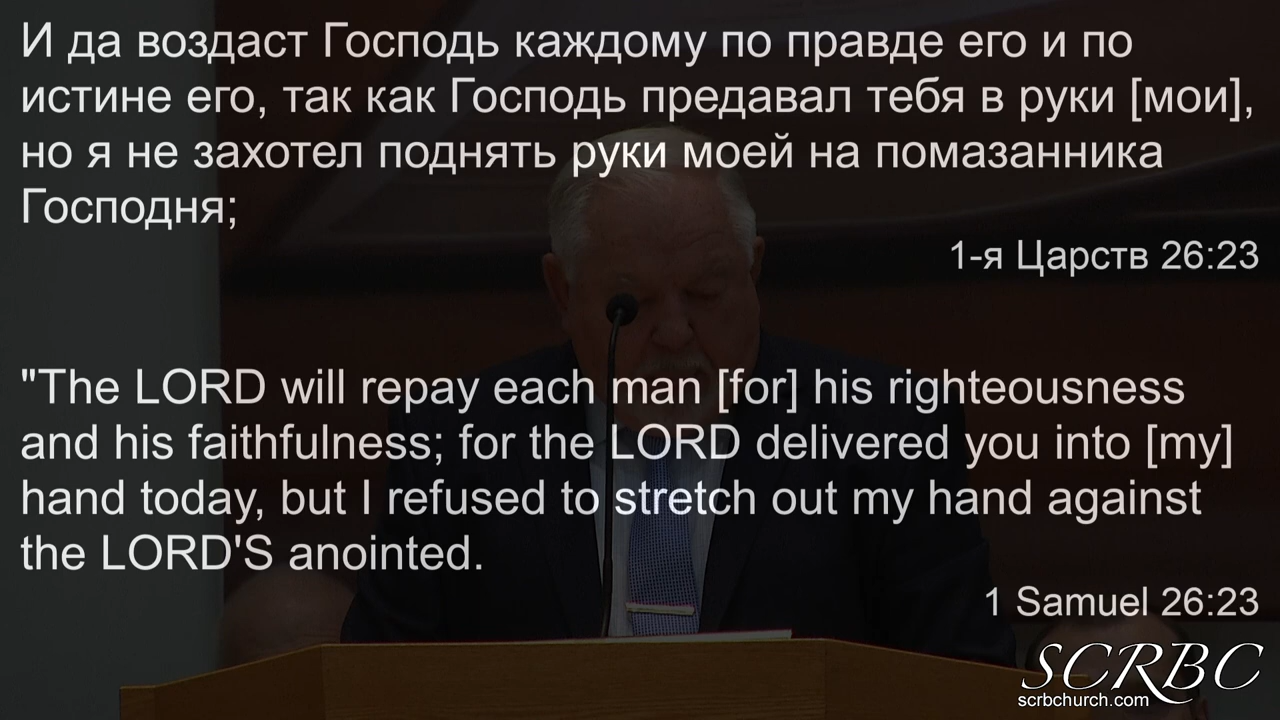 И да воздаст Господь каждому по правде его и по
истине его, так как Господь предавал тебя в руки [мои],
но я не захотел поднять руки моей на помазанника
Господня;
1-я Царств 26:23
"The LORD will repay each man [for] his righteousness
and his faithfulness; for the LORD delivered you into [my]
hand today, but I refused to stretch out my hand against
the LORD'S anointed.
1 Samuel 26:23
SCRBC
scrbchurch.com